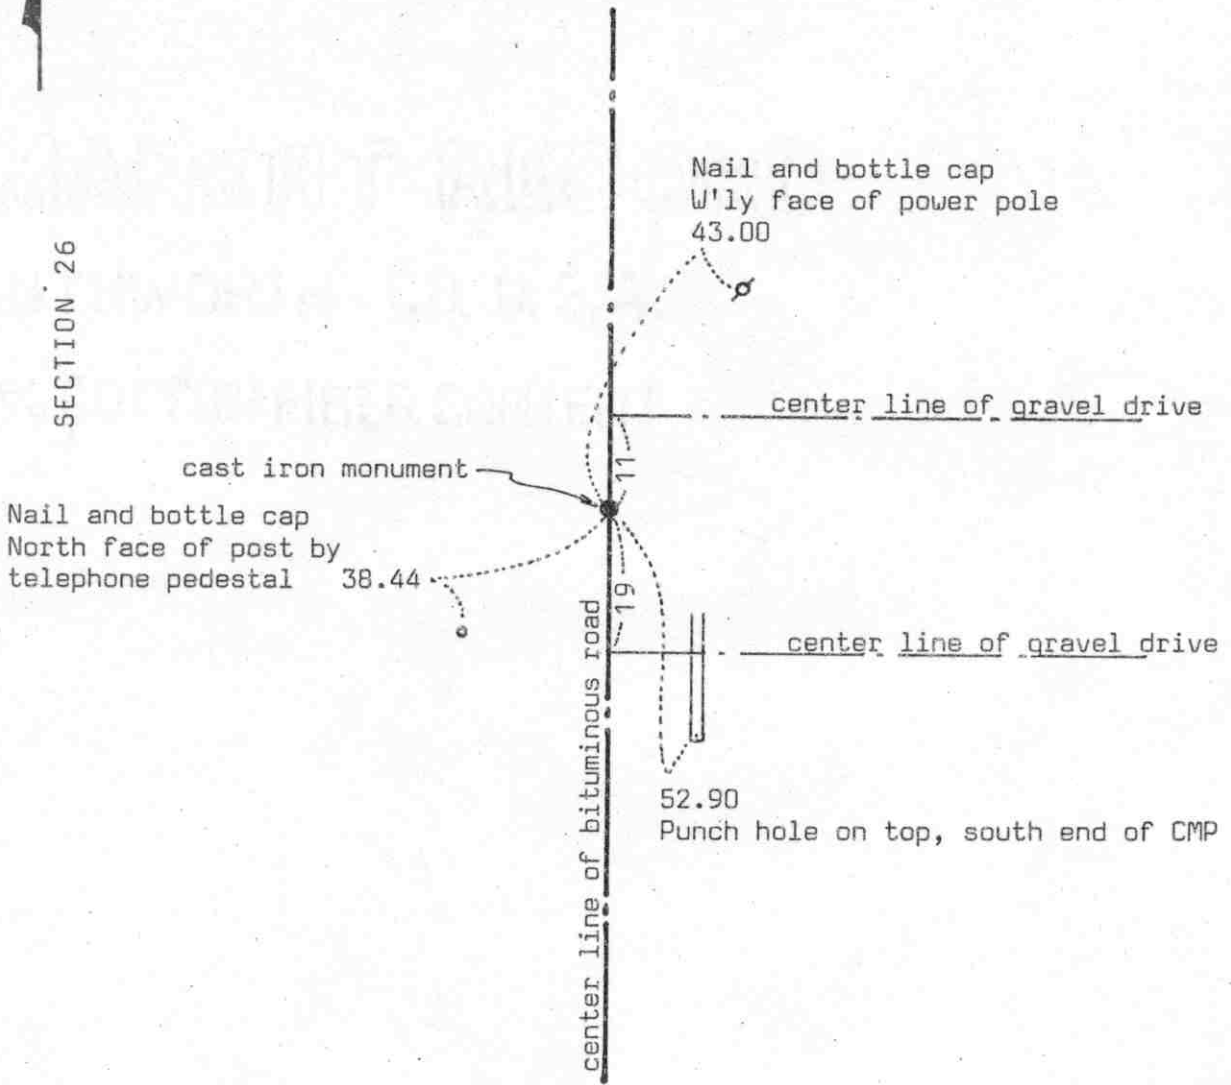 Nail and bottle cap
W'ly face of power pole
43.00
SECTION 26
center line of gravel drive
cast iron monument
11
Nail and bottle cap
North face of post by
telephone pedestal 38.44
19
center line of gravel drive
center line of bituminous road
52.90
Punch hole on top, south end of CMP